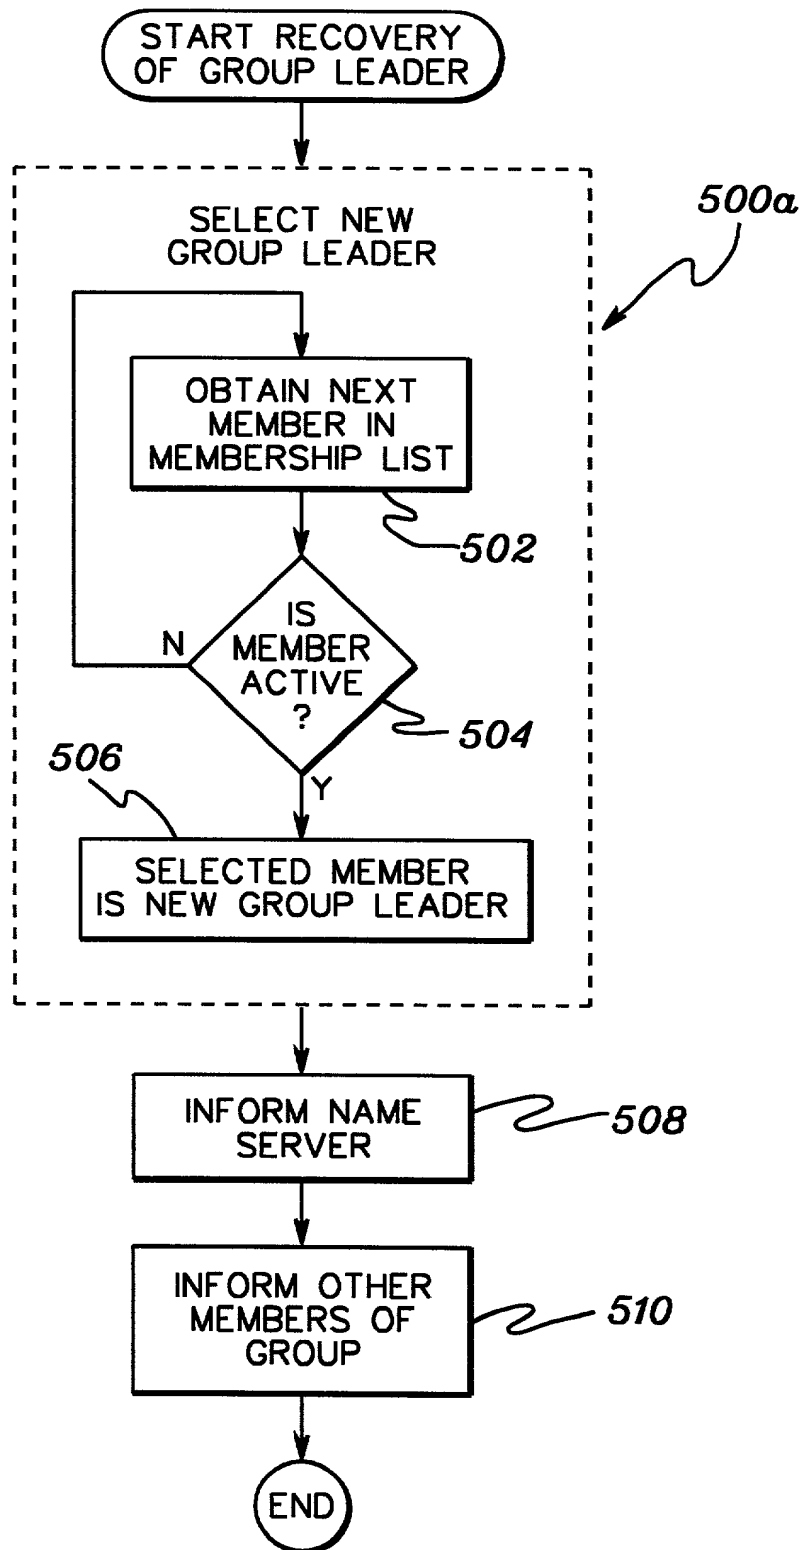 START RECOVERY
OF GROUP LEADER
500a
SELECT NEW
GROUP LEADER
OBTAIN NEXT
MEMBER IN
MEMBERSHIP LIST
502
IS
MEMBER
ACTIVE
?
N
504
Y
506
SELECTED MEMBER
IS NEW GROUP LEADER
INFORM NAME
SERVER
508
INFORM OTHER
MEMBERS OF
GROUP
510
END